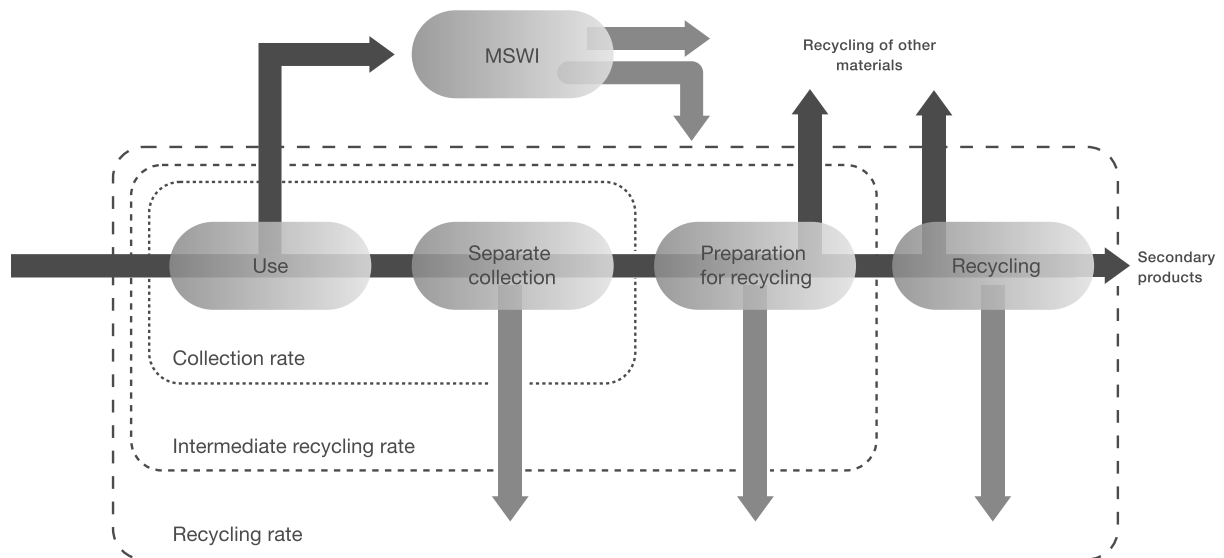 MSWI
Recycling of other
materials
Use
Separate
collection
Preparation
for recycling
Recycling
Secondary
products
Collection rate
Intermediate recycling rate
Recycling rate